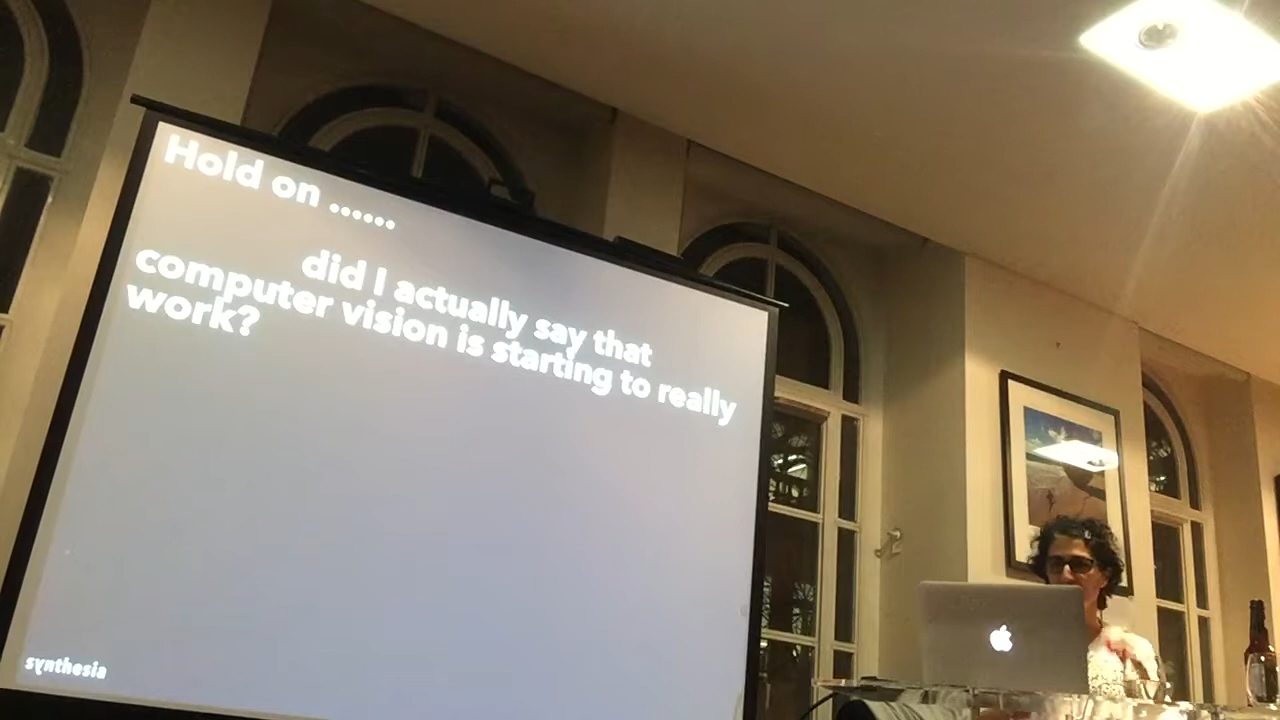 Hold on ......
did I actually say that
computer vision is starting to really
work?
synthesia